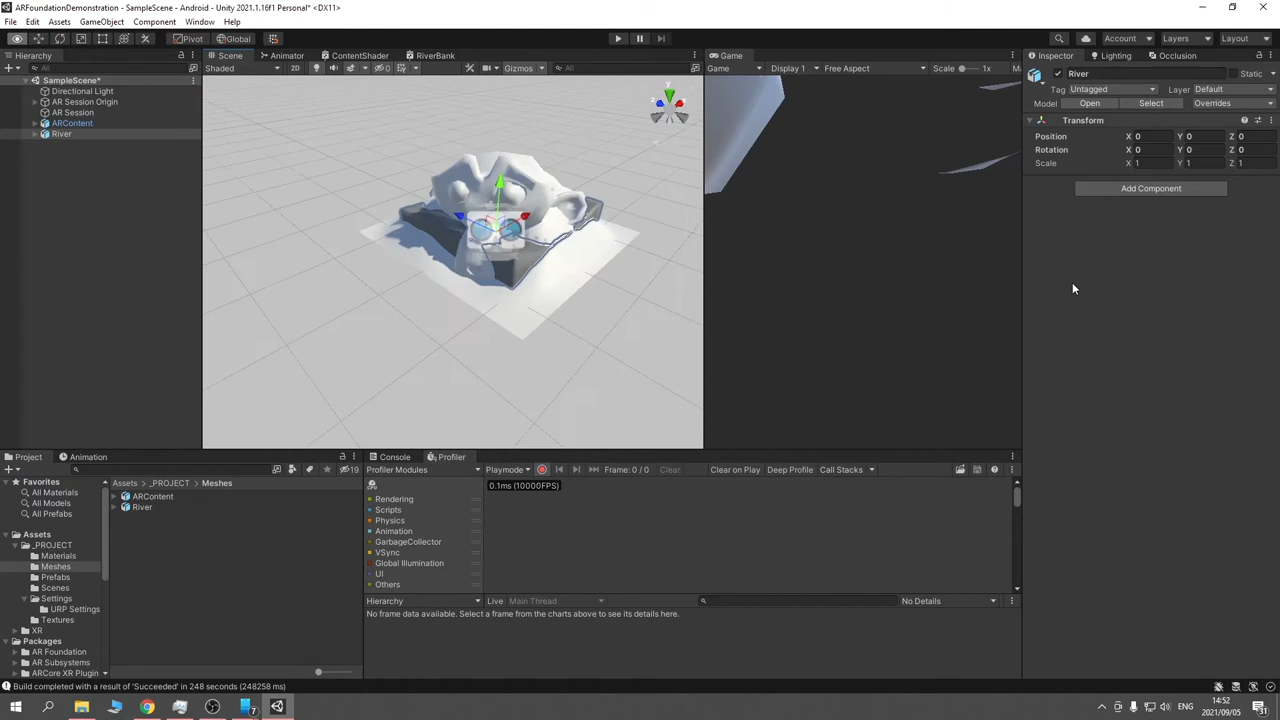 ARFoundationDemonstration - SampleScene - Android - Unity 2021.1.16f1 Personal* <DX11>
File Edit Assets GameObject Component Window Help
Pivot Global Account Layers Layout
Hierarchy Scene Animator ContentShader RiverBank Game Inspector Lighting Occlusion
All Shaded 2D 0 Gizmos All Game Display 1 Free Aspect Scale 1x River Static
SampleScene*
Directional Light
AR Session Origin
AR Session
ARContent
River
y
x
z
Tag Untagged Layer Default
Model Open Select Overrides
Transform
Position X 0 Y 0 Z 0
Rotation X 0 Y 0 Z 0
Scale X 1 Y 1 Z 1
Add Component
Project Animation Console Profiler
19 Profiler Modules Playmode Frame: 0 / 0 Clear Clear on Play Deep Profile Call Stacks
Favorites
All Materials
All Models
All Prefabs
Assets
_PROJECT
Materials
Meshes
Prefabs
Scenes
Settings
URP Settings
Textures
XR
Packages
AR Foundation
AR Subsystems
ARCore XR Plugin
Assets > _PROJECT > Meshes
ARContent
River
CPU
0.1ms (10000FPS)
Rendering
Scripts
Physics
Animation
GarbageCollector
VSync
Global Illumination
UI
Others
Hierarchy Live Main Thread No Details
No frame data available. Select a frame from the charts above to see its details here.
Build completed with a result of 'Succeeded' in 248 seconds (248258 ms)
7
ENG
14:52
2021/09/05
31